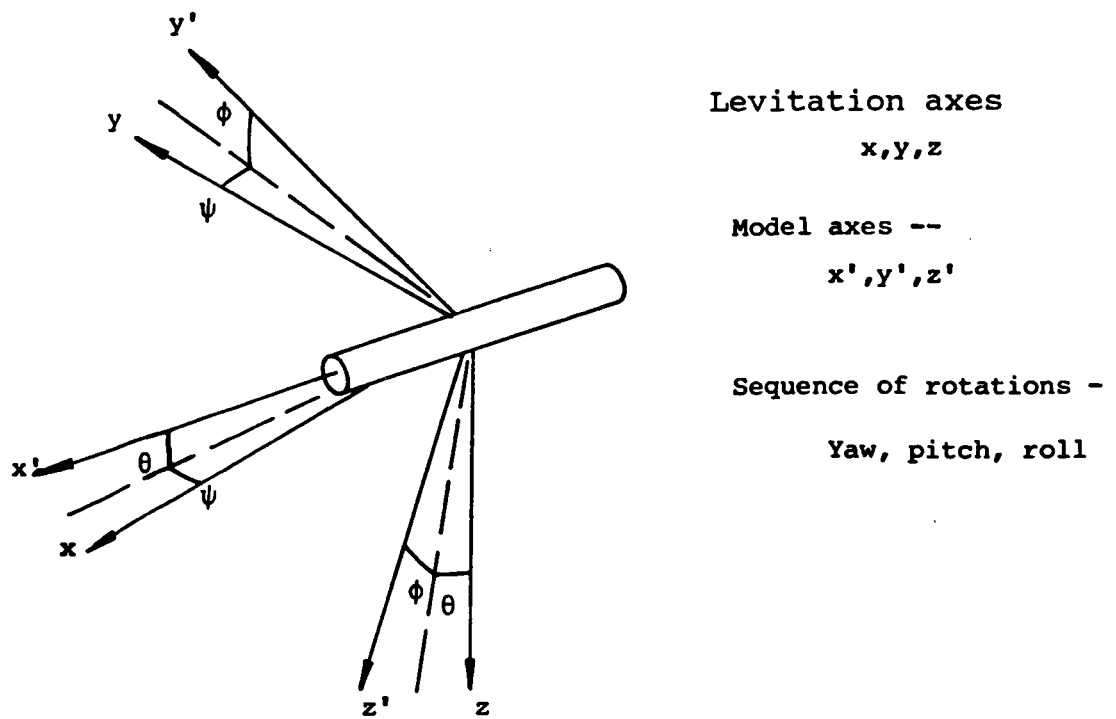 y'
φ
y
ψ
Levitation axes
x,y,z
Model axes --
x',y',z'
Sequence of rotations -
Yaw, pitch, roll
x'
θ
ψ
x
φ
θ
z'
z